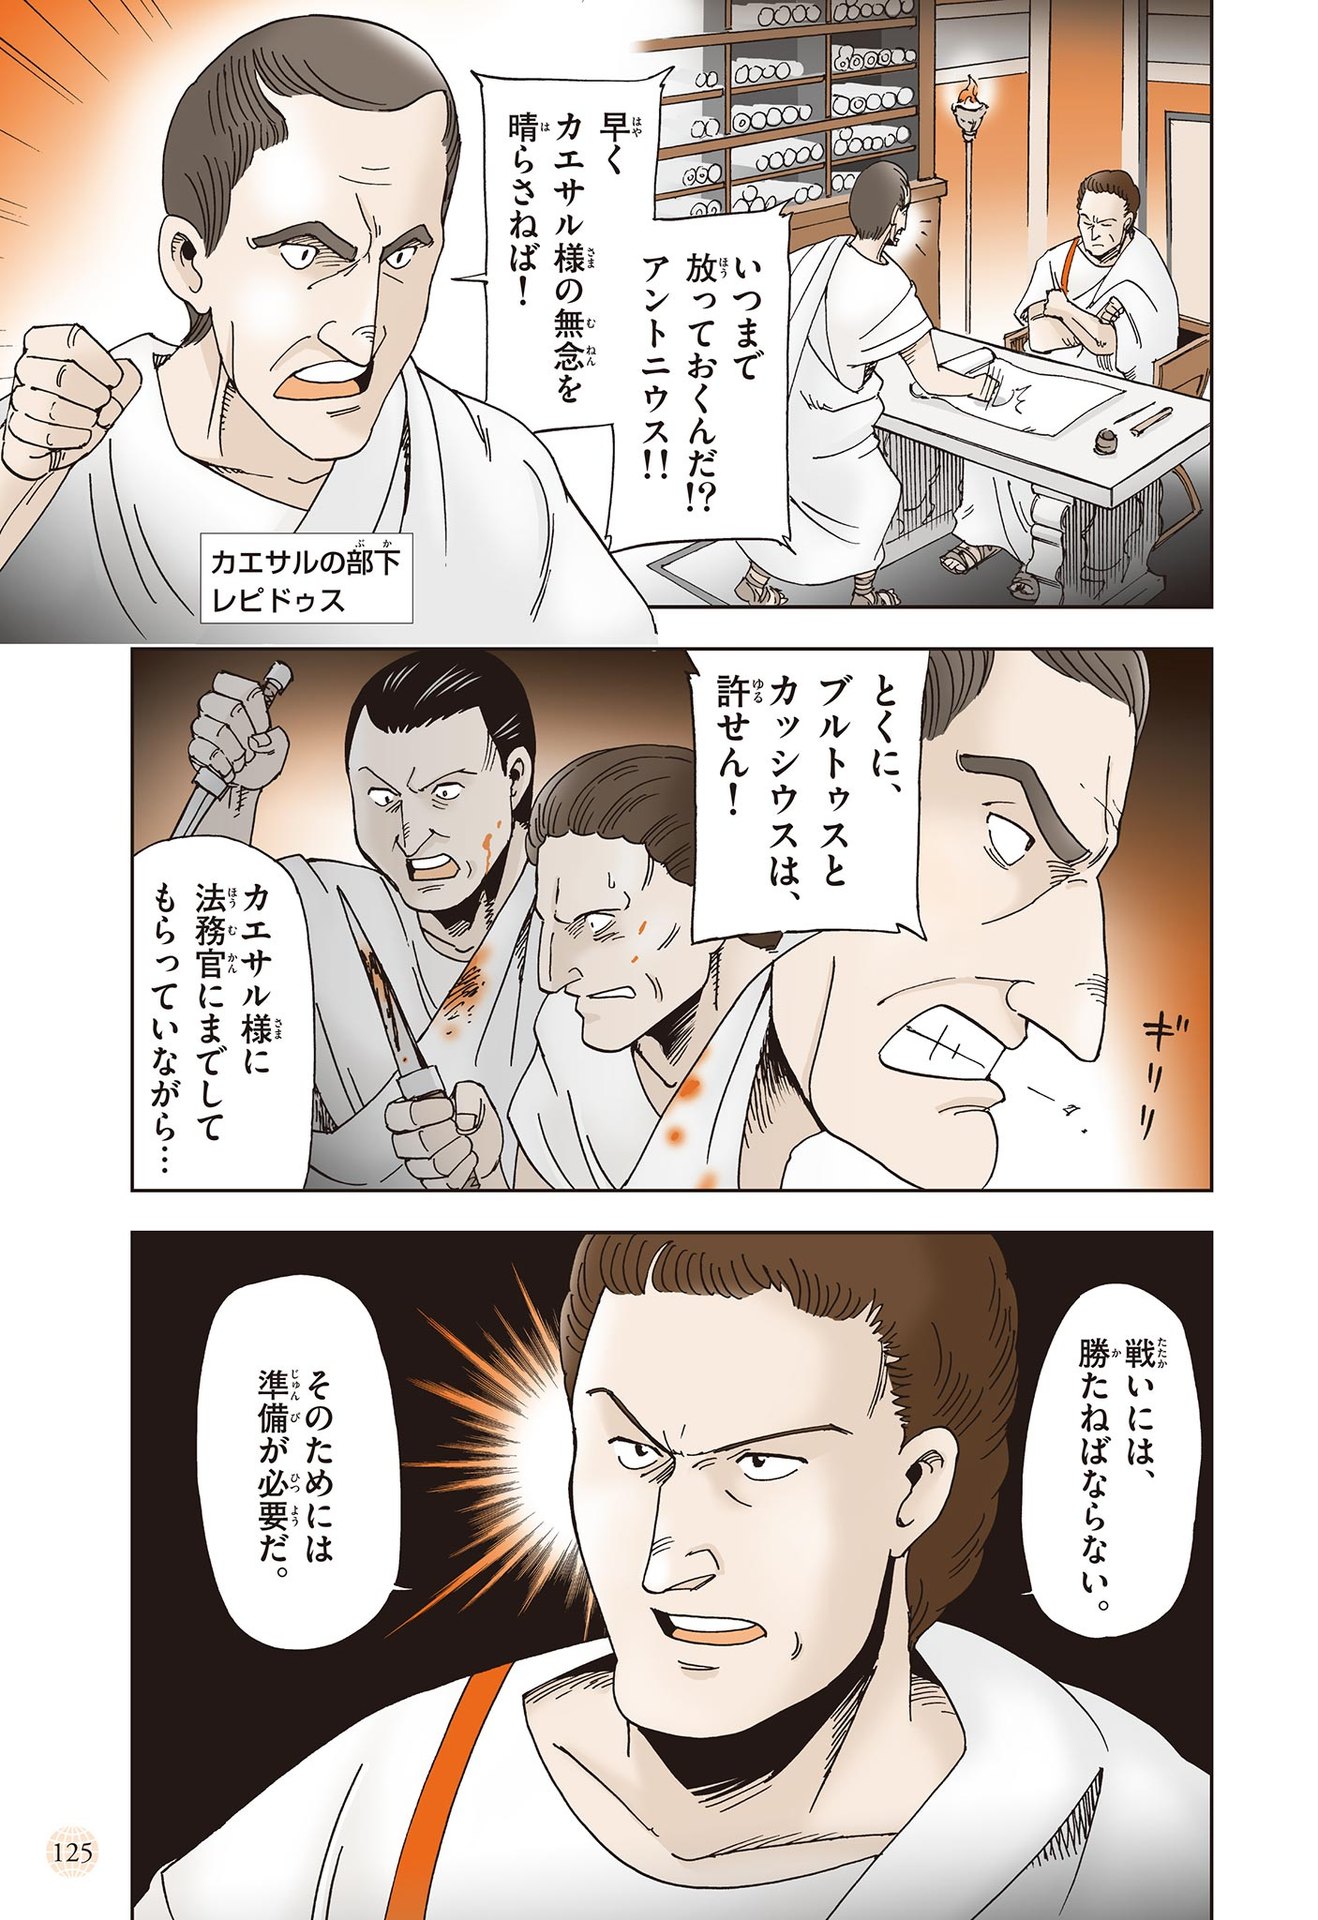 いつまで
放っておくんだ!?
アントニウス!!
早く
カエサル様の無念を
晴らさねば!
カエサルの部下
レピドゥス
とくに、
ブルトゥスと
カッシウスは、
許せん!
ギリリ
カエサル様に
法務官にまでして
もらっていながら…
戦いには、
勝たねばならない。
そのためには
準備が必要だ。
125